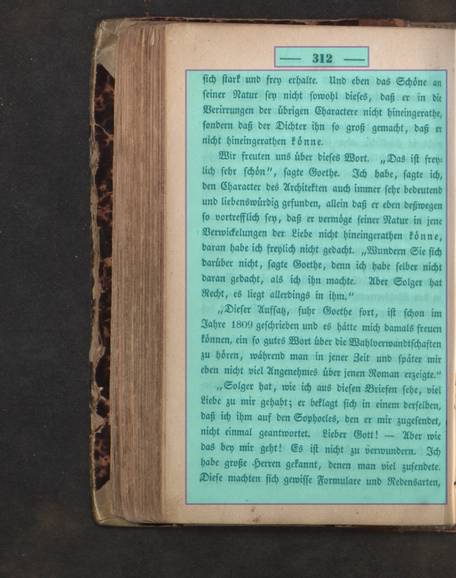 — 312 —
sich stark und frey erhalte. Und eben das Schöne an
seiner Natur sey nicht sowohl dieses, daß er in die
Verirrungen der übrigen Charactere nicht hineingerathe,
sondern daß der Dichter ihn so groß gemacht, daß er
nicht hineingerathen könne.
Wir freuten uns über dieses Wort. „Das ist frey-
lich sehr schön“, sagte Goethe. Ich habe, sagte ich,
den Character des Architekten auch immer sehr bedeutend
und liebenswürdig gefunden, allein daß er eben deßwegen
so vortrefflich sey, daß er vermöge seiner Natur in jene
Verwickelungen der Liebe nicht hineingerathen könne,
daran habe ich freylich nicht gedacht. „Wundern Sie sich
darüber nicht, sagte Goethe, denn ich habe selber nicht
daran gedacht, als ich ihn machte. Aber Solger hat
Recht, es liegt allerdings in ihm.“
„Dieser Aufsatz, fuhr Goethe fort, ist schon im
Jahre 1809 geschrieben und es hätte mich damals freuen
können, ein so gutes Wort über die Wahlverwandtschaften
zu hören, während man in jener Zeit und später mir
eben nicht viel Angenehmes über jenen Roman erzeigte.“
„Solger hat, wie ich aus diesen Briefen sehe, viel
Liebe zu mir gehabt; er beklagt sich in einem derselben,
daß ich ihm auf den Sophocles, den er mir zugesendet,
nicht einmal geantwortet. Lieber Gott! — Aber wie
das bey mir geht! Es ist nicht zu verwundern. Ich
habe große Herren gekannt, denen man viel zusendete.
Diese machten sich gewisse Formulare und Redensarten,